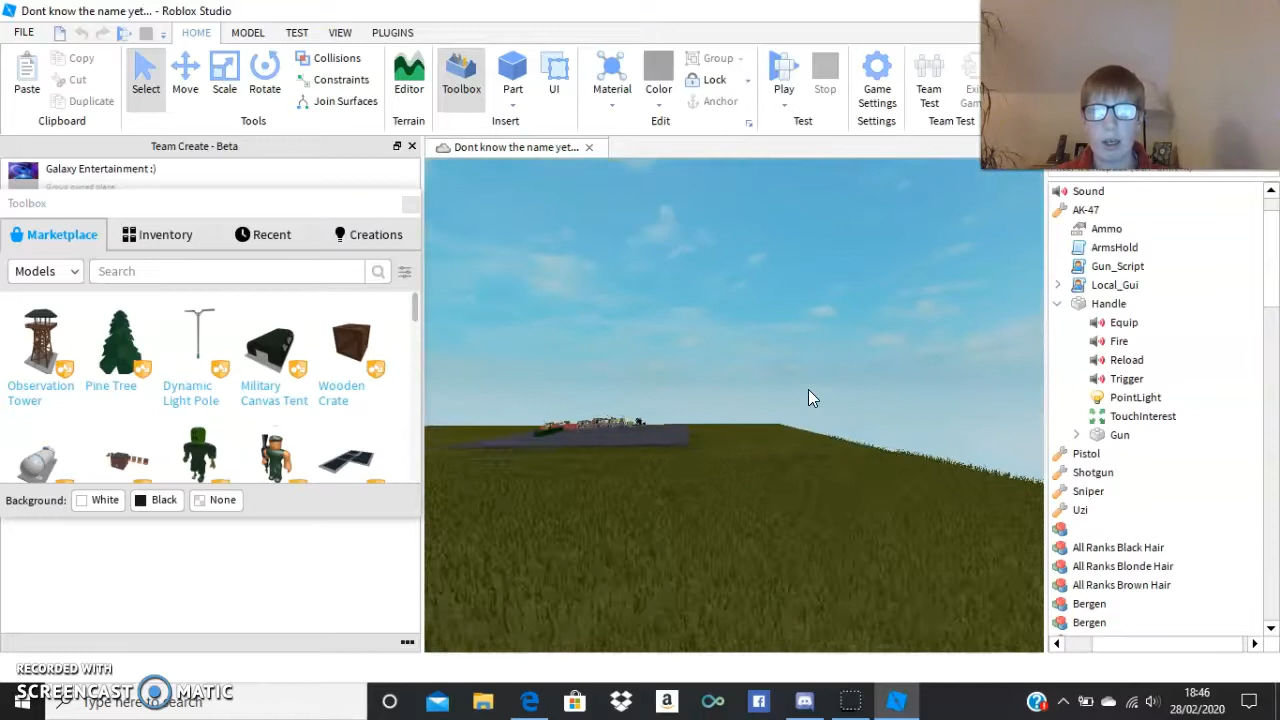 Dont know the name yet... - Roblox Studio
FILE HOME MODEL TEST VIEW PLUGINS
Paste Copy Cut Duplicate Select Move Scale Rotate Collisions Constraints Join Surfaces Editor Toolbox Part UI Material Color Group Lock Anchor Play Stop Game Settings Team Test
Clipboard Tools Terrain Insert Edit Test Settings Team Test
Team Create - Beta
Dont know the name yet...
Galaxy Entertainment :)
Toolbox
Marketplace Inventory Recent Creations
Models Search
Observation Tower
Pine Tree
Dynamic Light Pole
Military Canvas Tent
Wooden Crate
Background: White Black None
Sound
AK-47
Ammo
ArmsHold
Gun_Script
Local_Gui
Handle
Equip
Fire
Reload
Trigger
PointLight
TouchInterest
Gun
Pistol
Shotgun
Sniper
Uzi
All Ranks Black Hair
All Ranks Blonde Hair
All Ranks Brown Hair
Bergen
Bergen
RECORDED WITH
SCREENCAST MATIC
Type here to search
18:46
28/02/2020